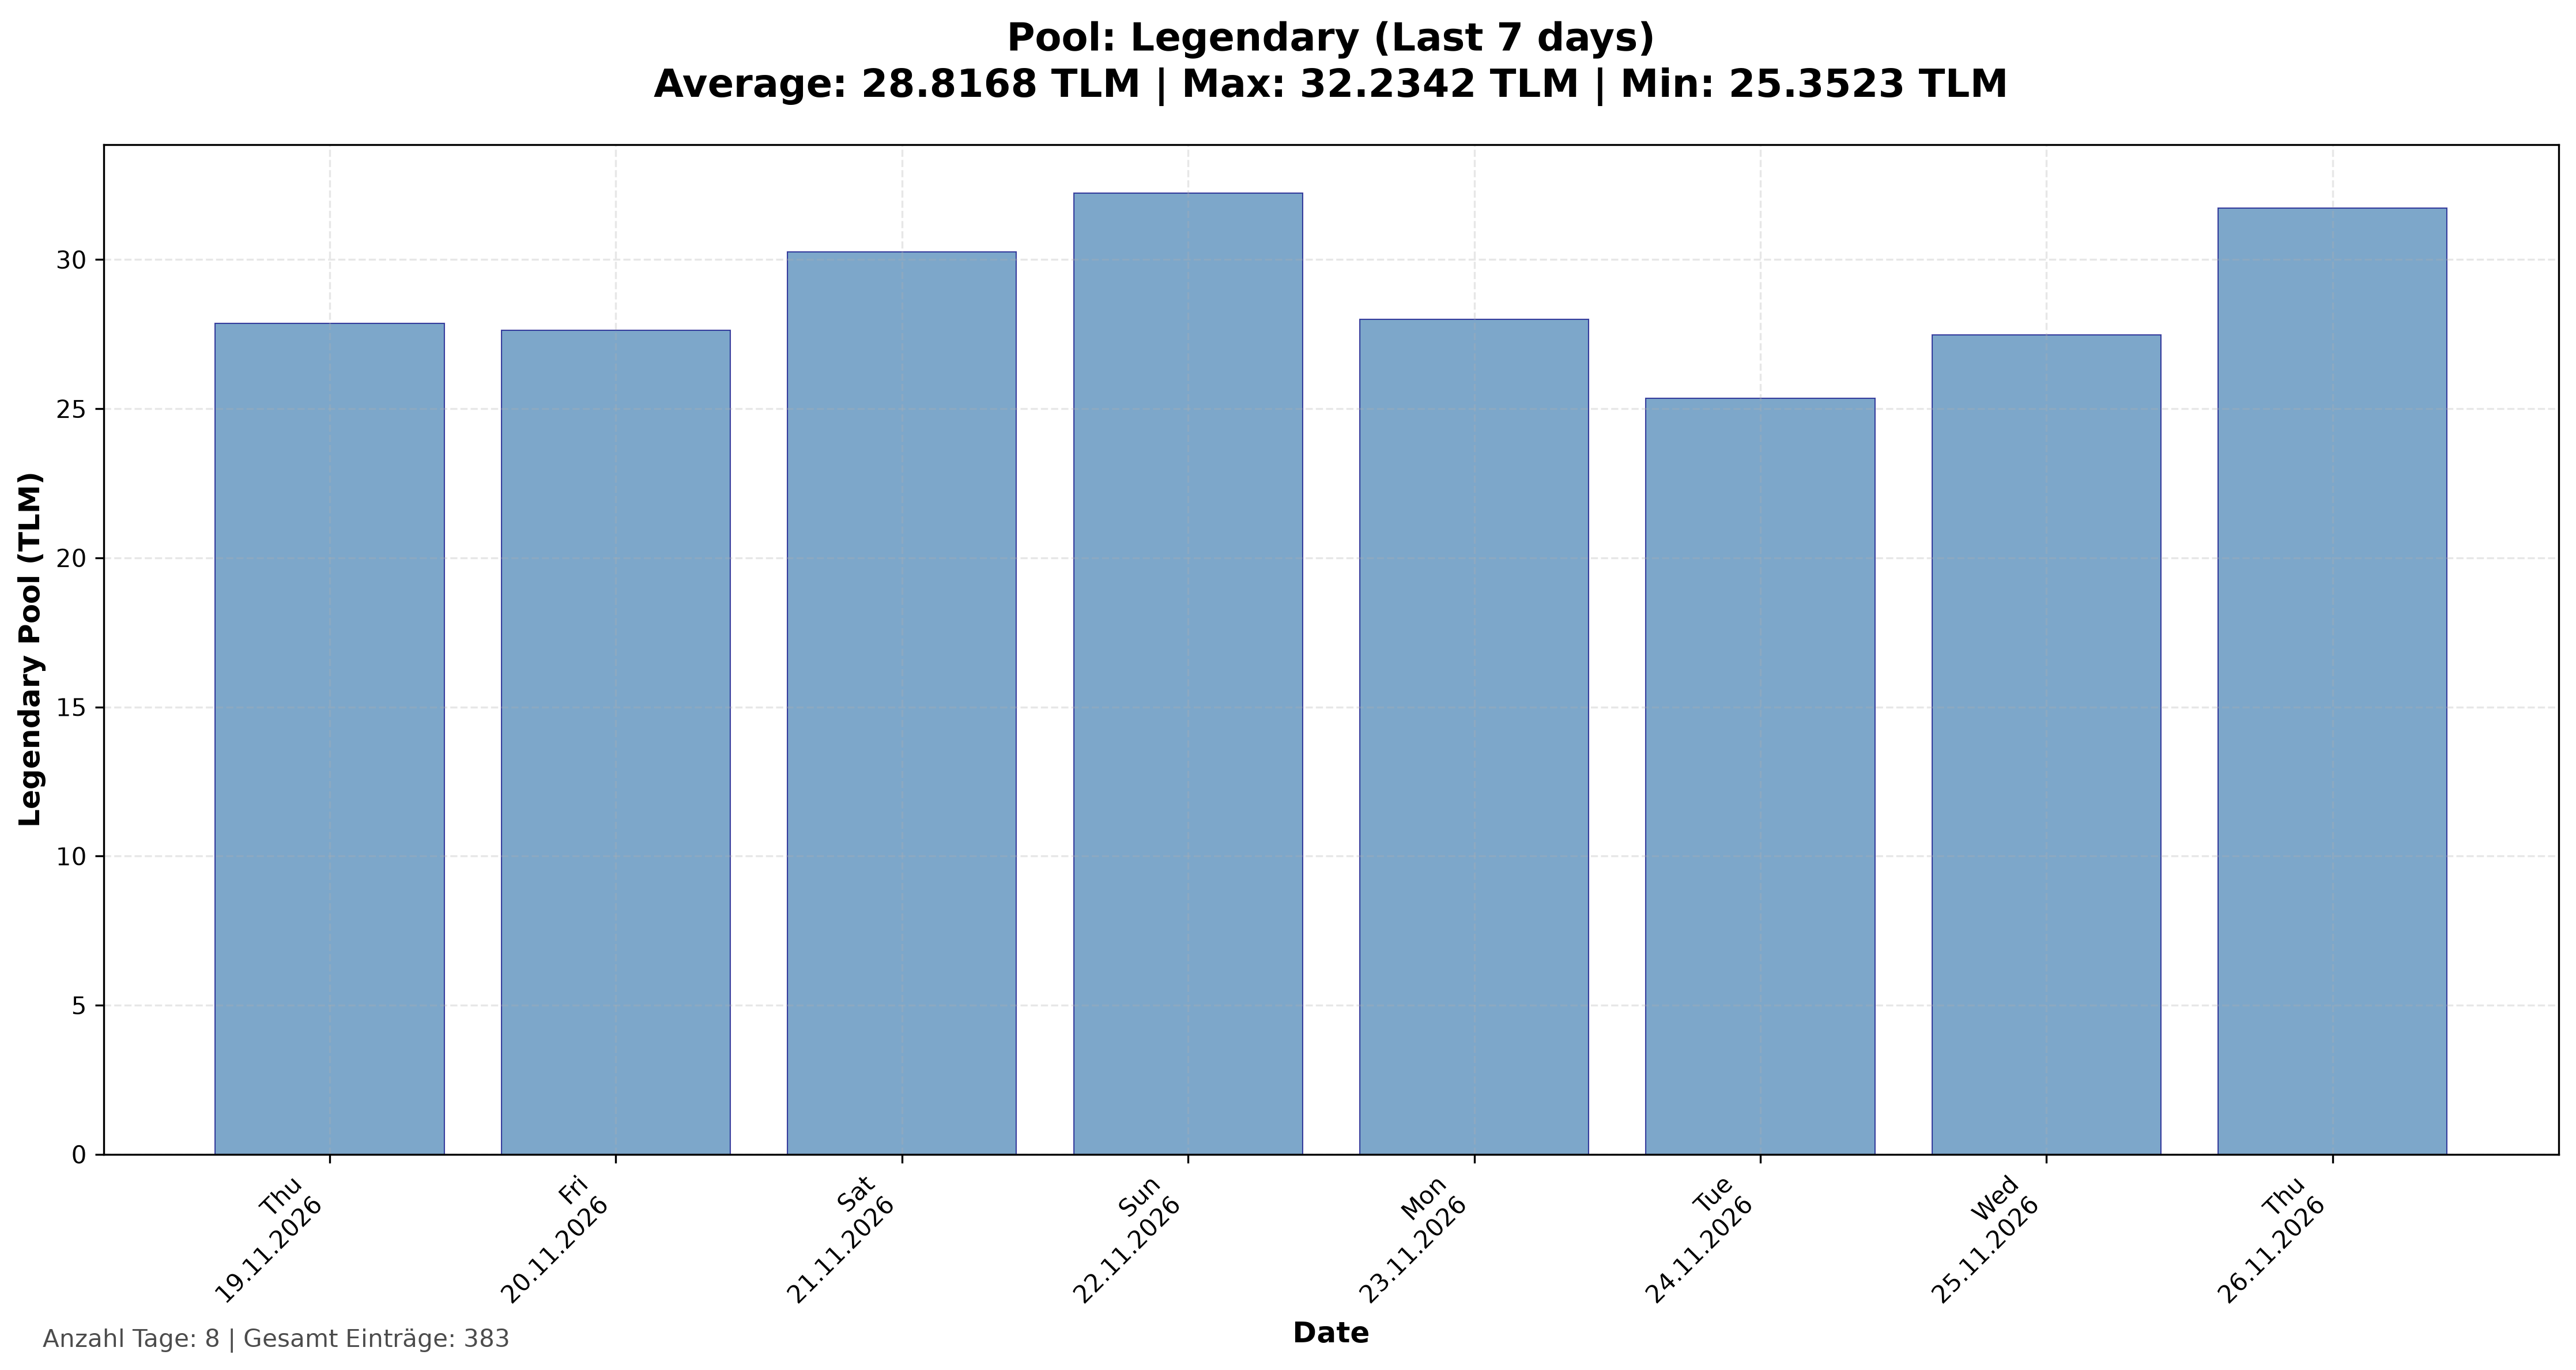 Pool: Legendary (Last 7 days)
Average: 28.8168 TLM | Max: 32.2342 TLM | Min: 25.3523 TLM
Legendary Pool (TLM)
30
25
20
15
10
5
0
Thu
19.11.2026
Fri
20.11.2026
Sat
21.11.2026
Sun
22.11.2026
Mon
23.11.2026
Tue
24.11.2026
Wed
25.11.2026
Thu
26.11.2026
Date
Anzahl Tage: 8 | Gesamt Einträge: 383